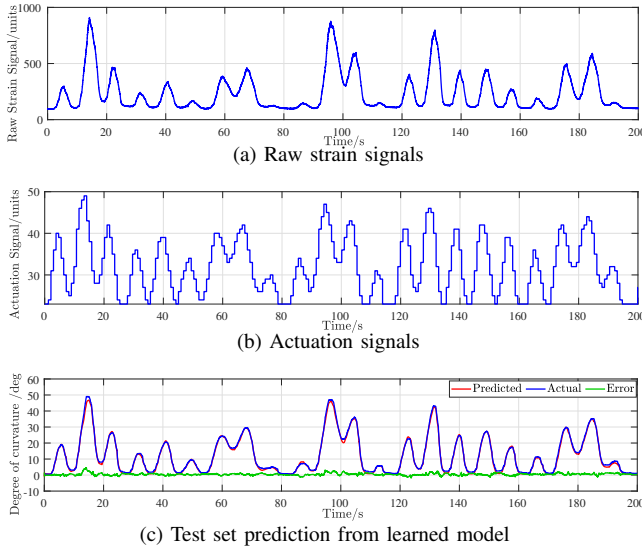 1000
500
0
Raw Strain Signal/units
0 20 40 60 80 100 120 140 160 180 200
Time/s
(a) Raw strain signals
50
40
30
Actuation Signal/units
0 20 40 60 80 100 120 140 160 180 200
Time/s
(b) Actuation signals
60
50
40
30
20
10
0
-10
Degree of curvature /deg
Predicted Actual Error
0 20 40 60 80 100 120 140 160 180 200
Time/s
(c) Test set prediction from learned model